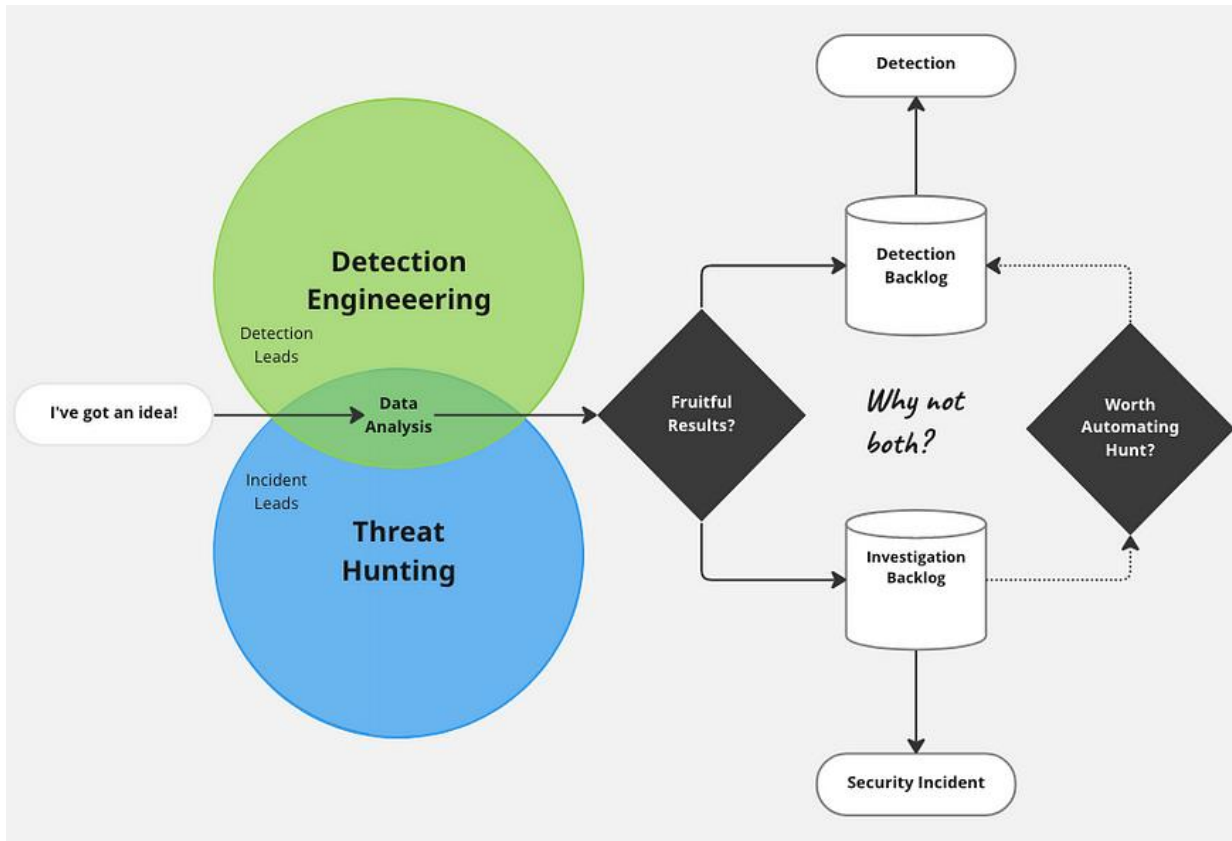 Detection
Detection
Engineeering
Detection
Leads
I've got an idea!
Data
Analysis
Incident
Leads
Threat
Hunting
Fruitful
Results?
Detection
Backlog
Why not
both?
Worth
Automating
Hunt?
Investigation
Backlog
Security Incident